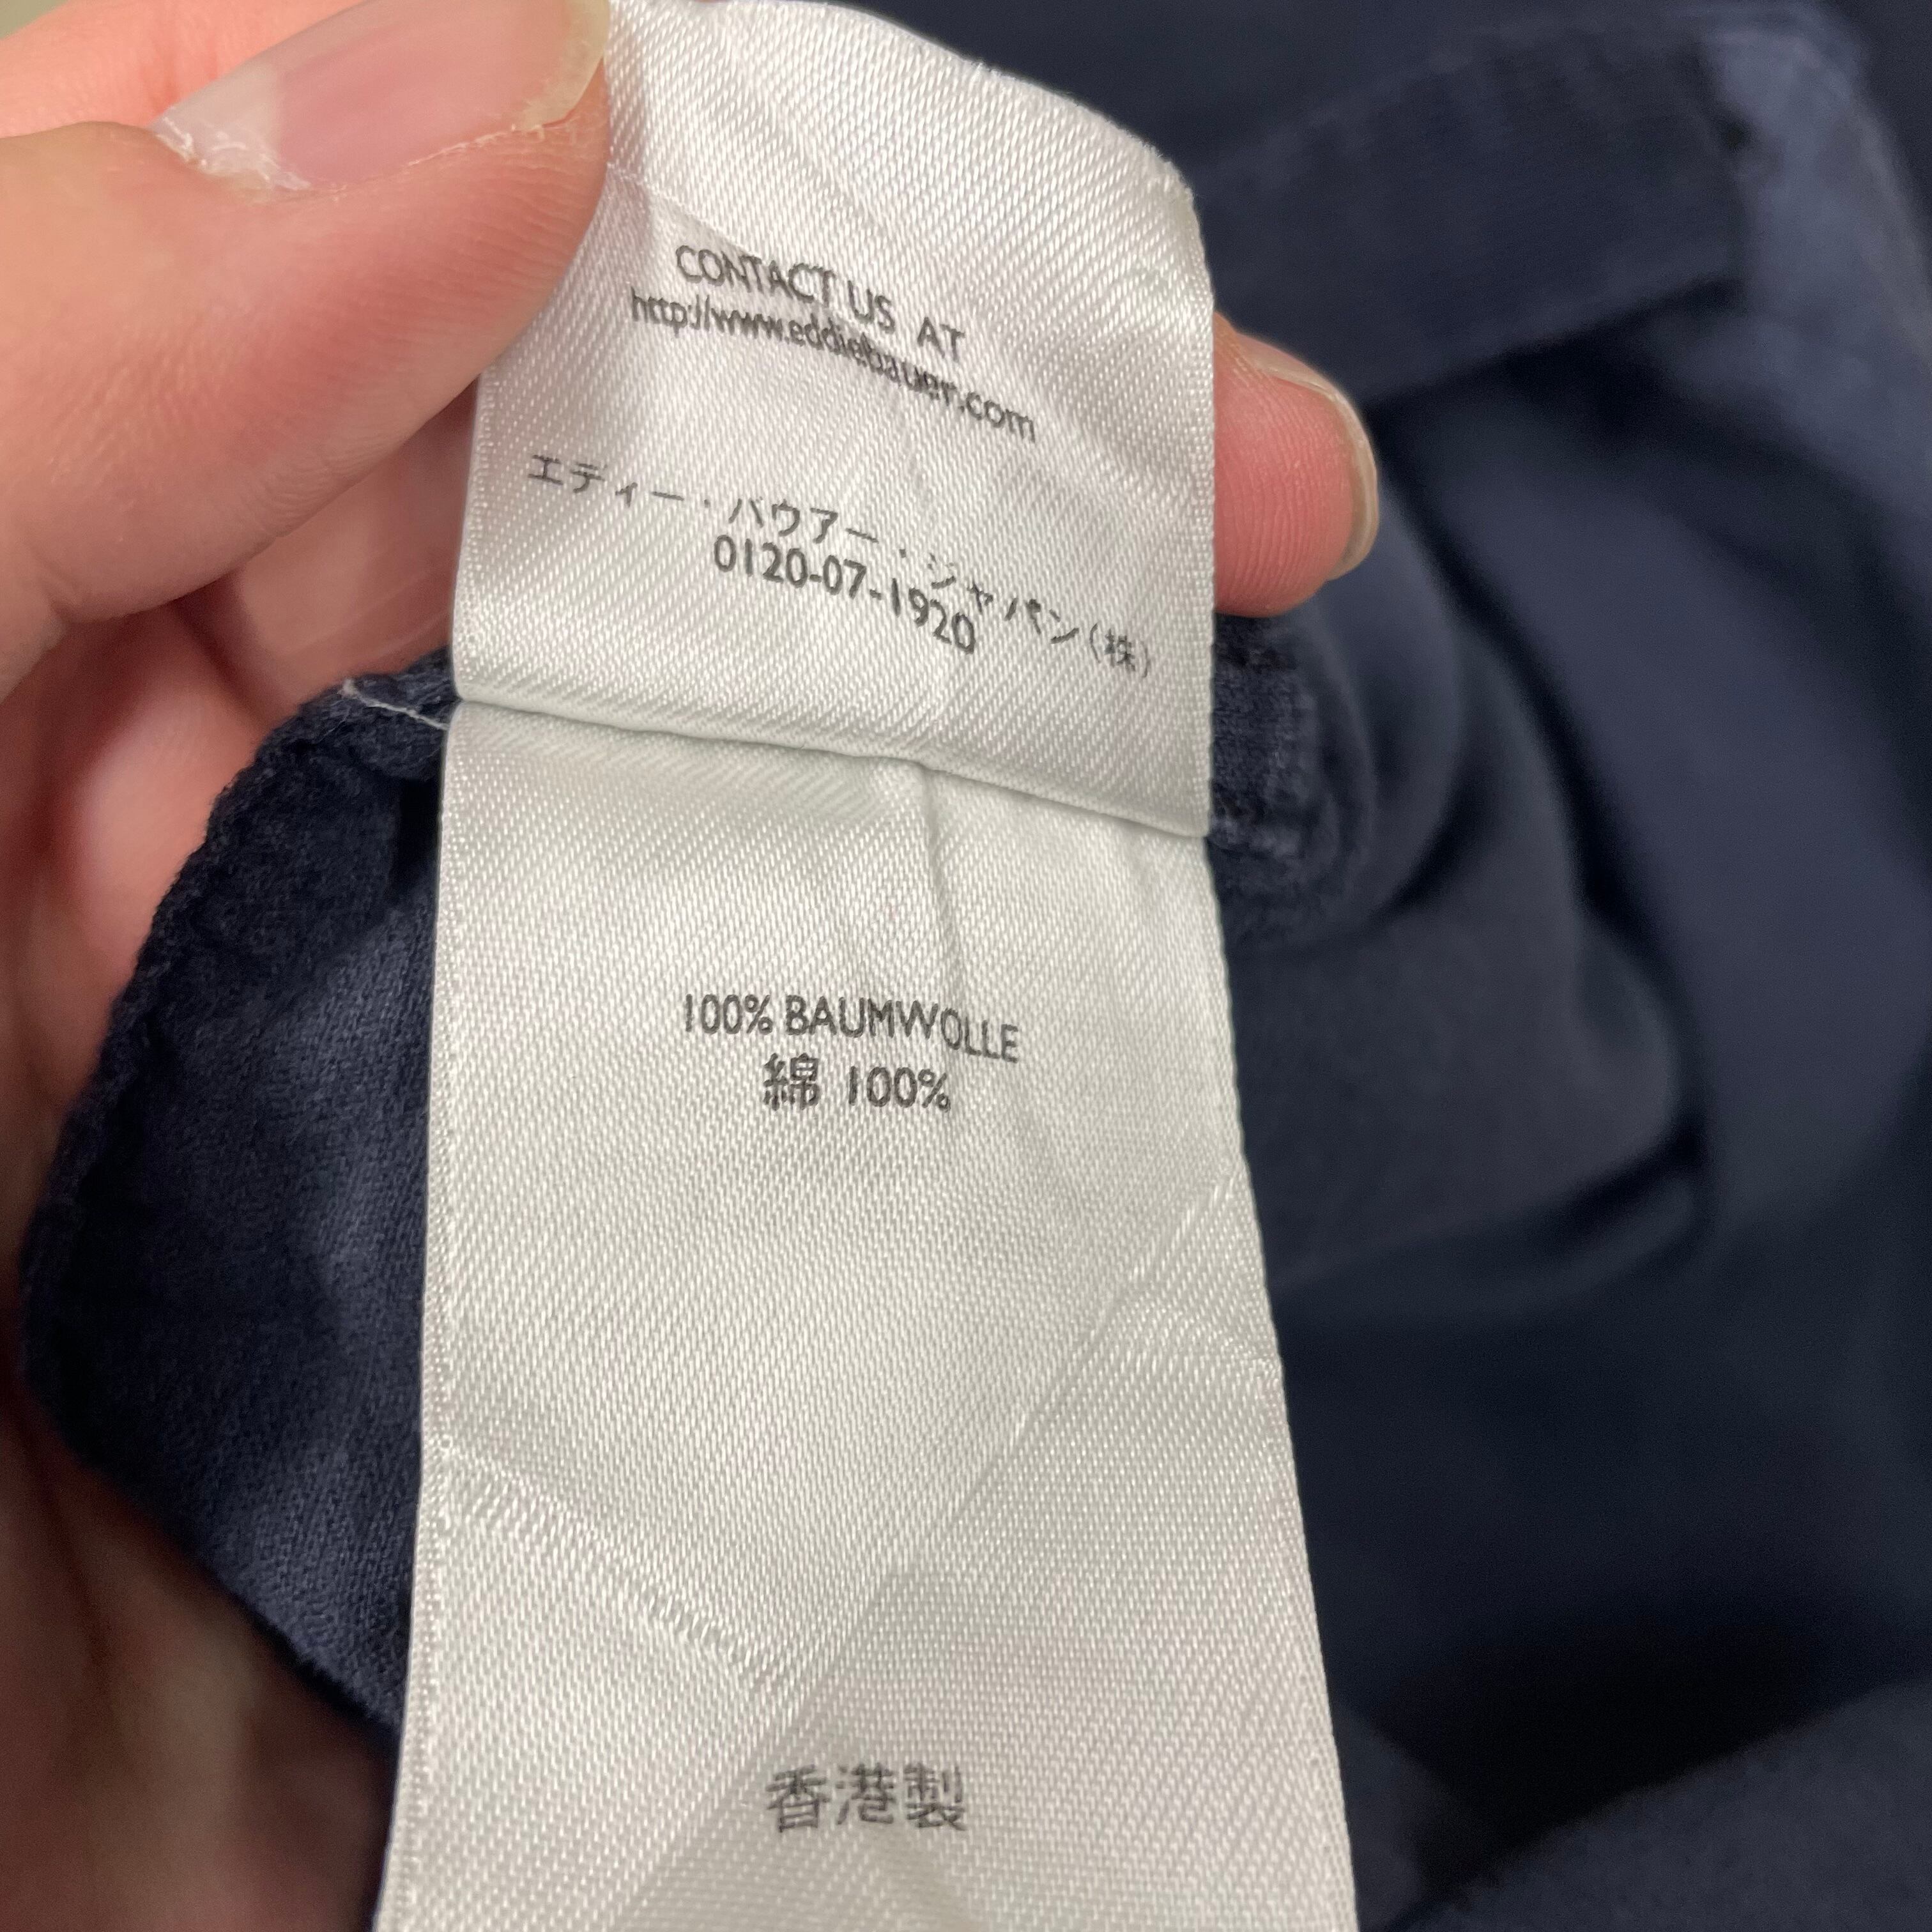 CONTACT US AT
http://www.eddiebauer.com
エディー・バウアー・ジャパン(株)
0120-07-1920
100% BAUMWOLLE
綿 100%
香港製